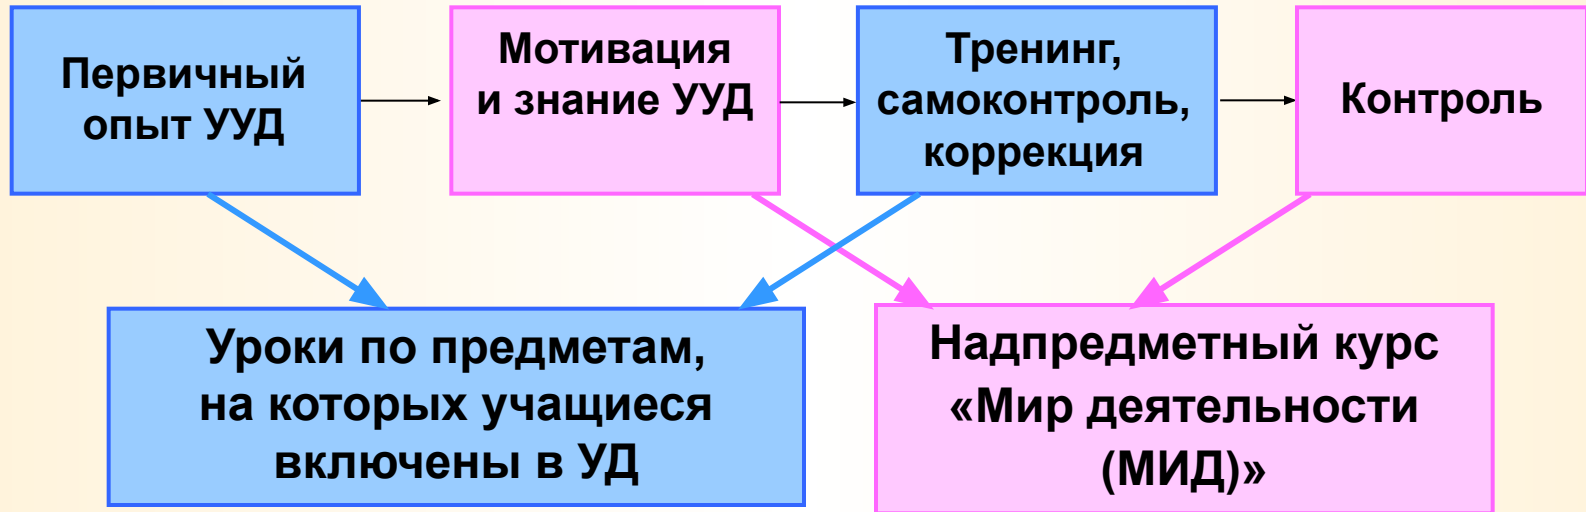 Первичный
опыт УУД
Мотивация
и знание УУД
Тренинг,
самоконтроль,
коррекция
Контроль
Уроки по предметам,
на которых учащиеся
включены в УД
Надпредметный курс
«Мир деятельности
(МИД)»